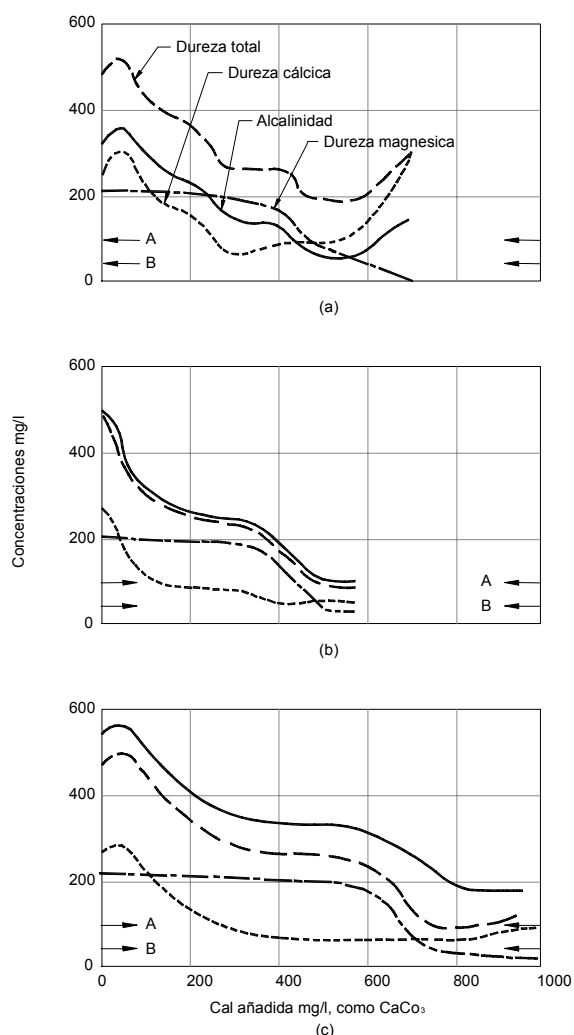 600
Dureza total
Dureza cálcica
400
Alcalinidad
Dureza magnesica
200
A
B
0
(a)
600
400
Concentraciones mg/l
200
A A
B B
0
(b)
600
400
200
A
B
0
0 200 400 600 800 1000
Cal añadida mg/l, como CaCo₃
(c)